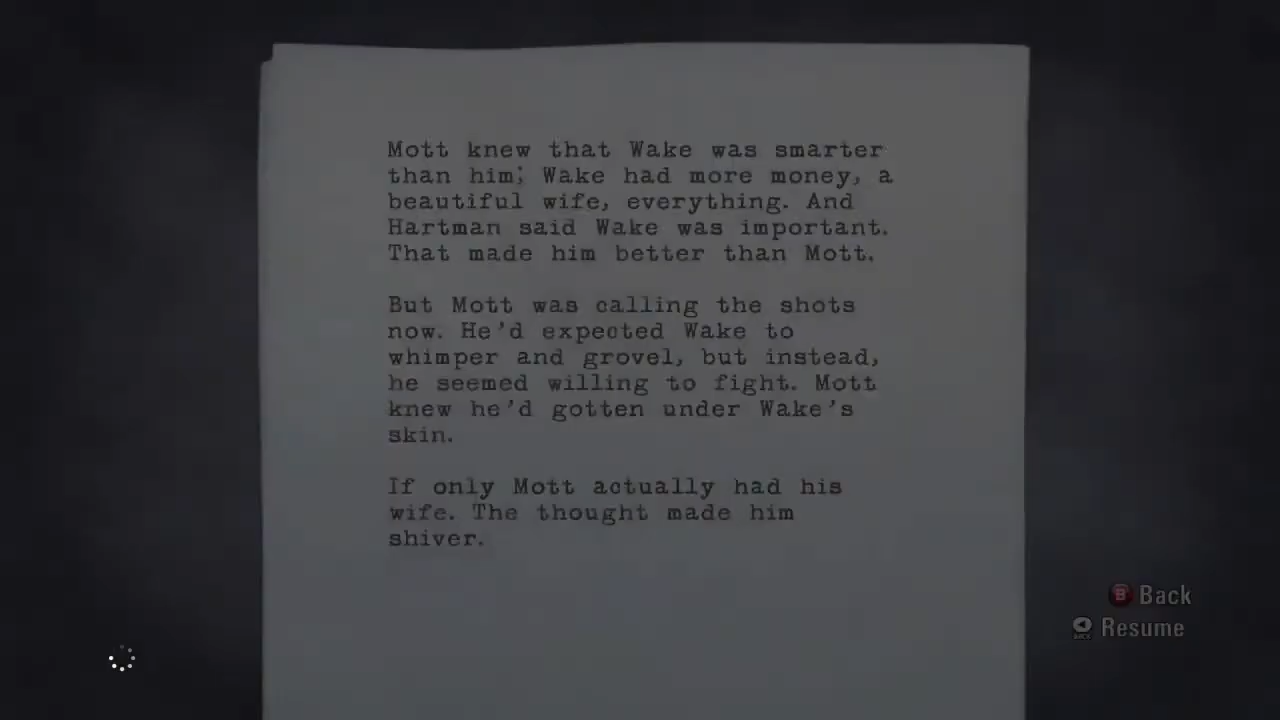 Mott knew that Wake was smarter
than him; Wake had more money, a
beautiful wife, everything. And
Hartman said Wake was important.
That made him better than Mott.
But Mott was calling the shots
now. He'd expected Wake to
whimper and grovel, but instead,
he seemed willing to fight. Mott
knew he'd gotten under Wake's
skin.
If only Mott actually had his
wife. The thought made him
shiver.
B Back
BACK Resume